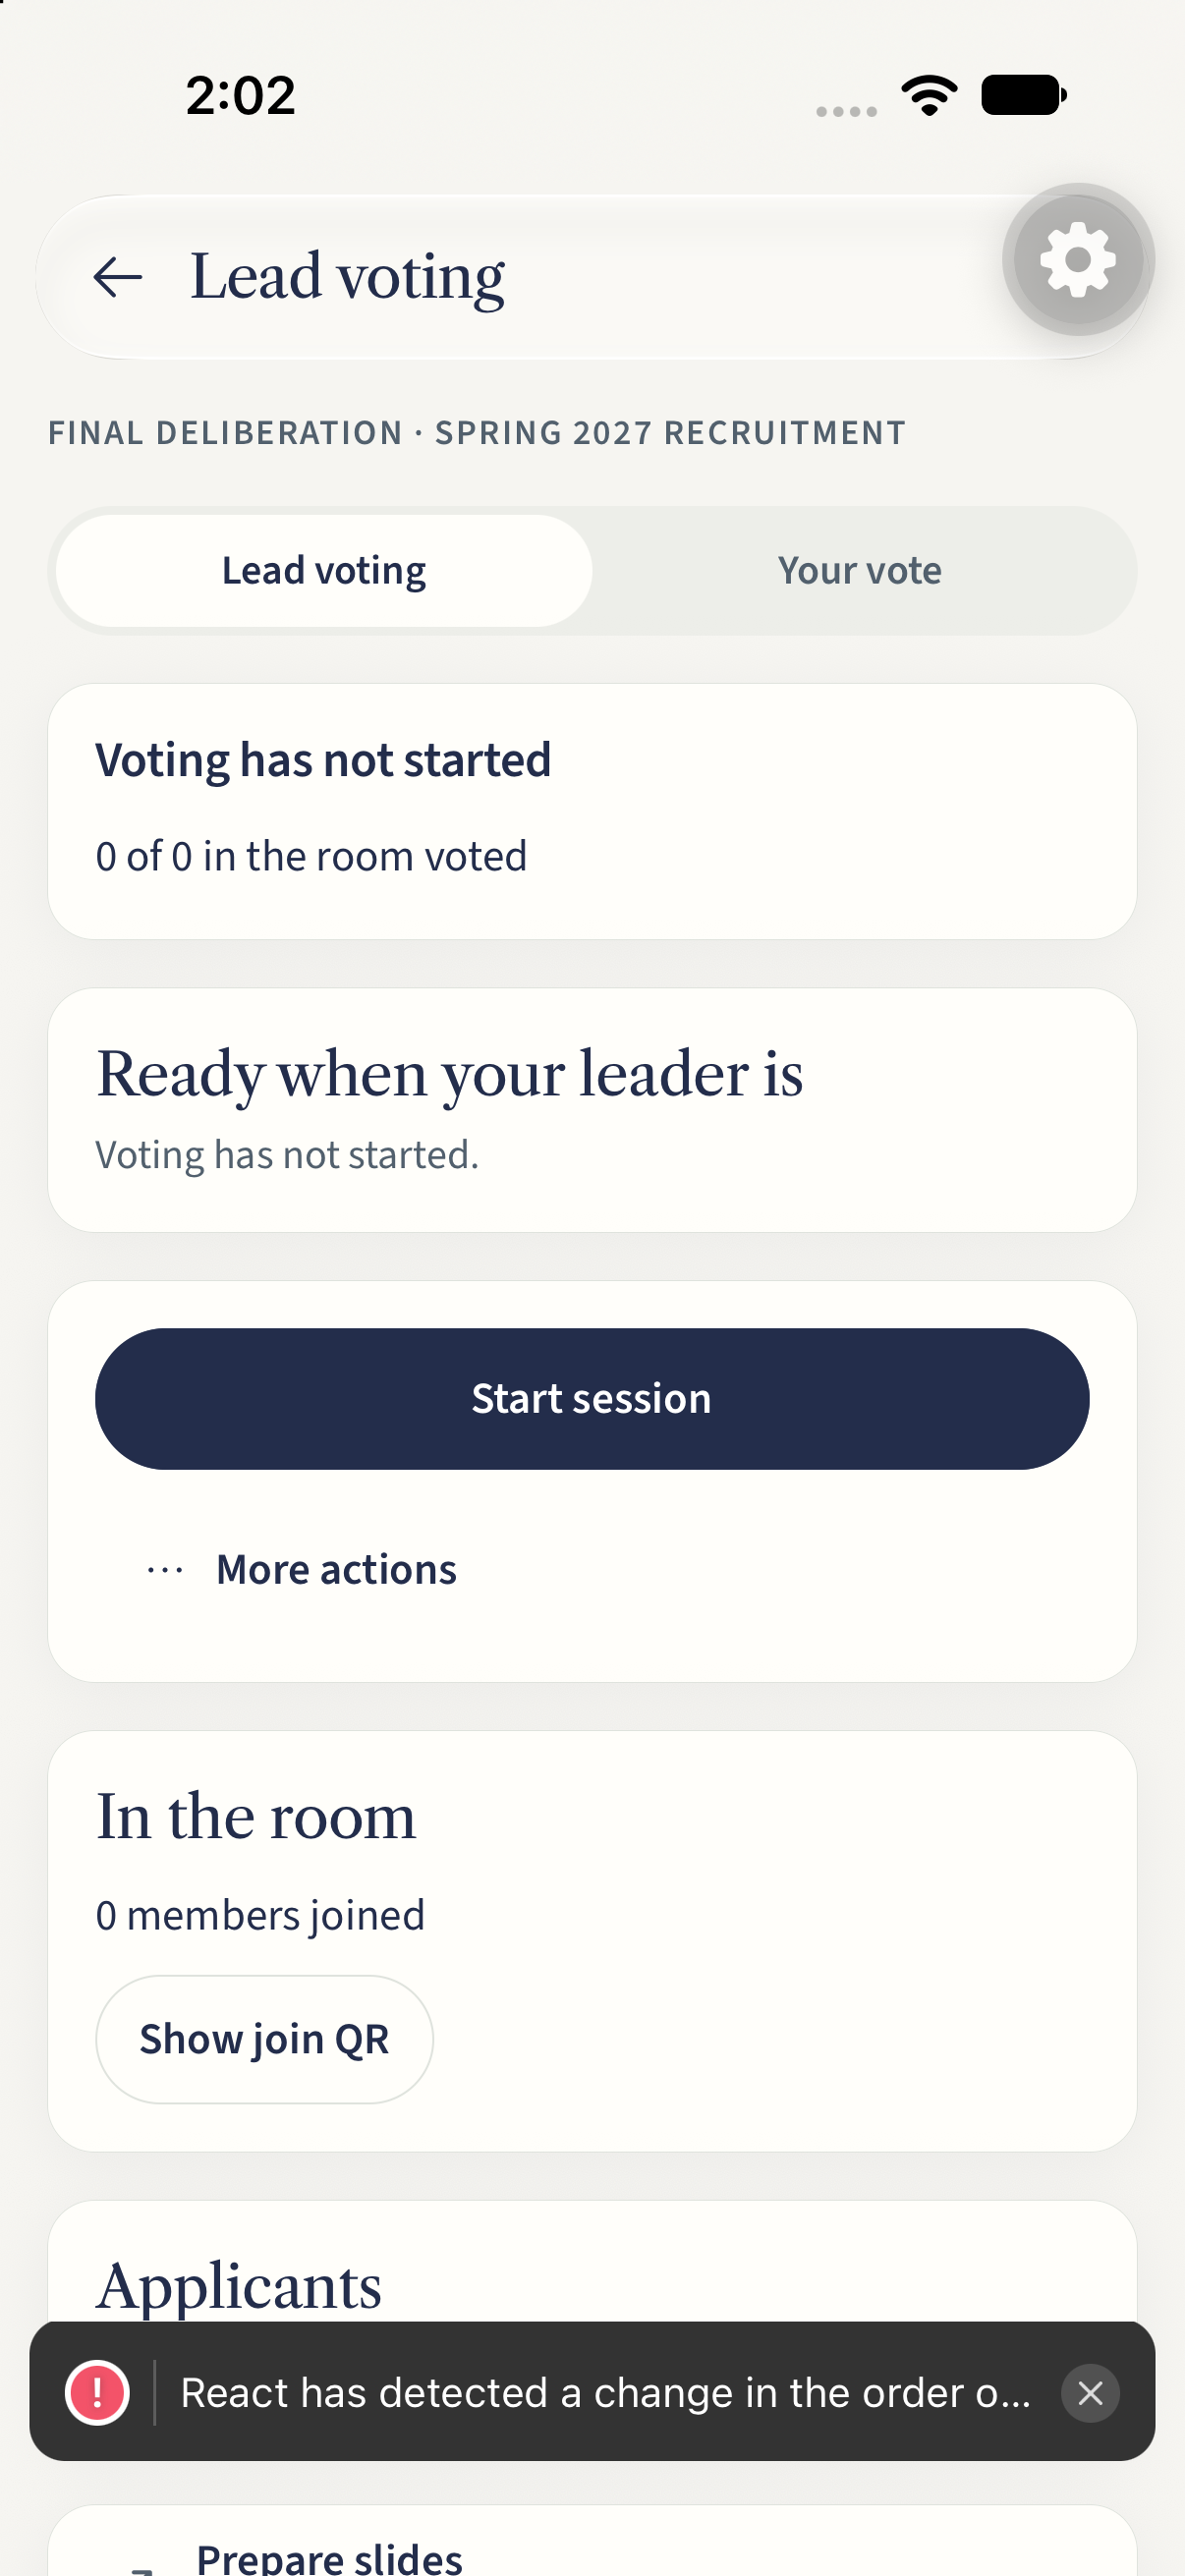 2:02
Lead voting
FINAL DELIBERATION · SPRING 2027 RECRUITMENT
Lead voting
Your vote
Voting has not started
0 of 0 in the room voted
Ready when your leader is
Voting has not started.
Start session
··· More actions
In the room
0 members joined
Show join QR
Applicants
! React has detected a change in the order o...
Prepare slides